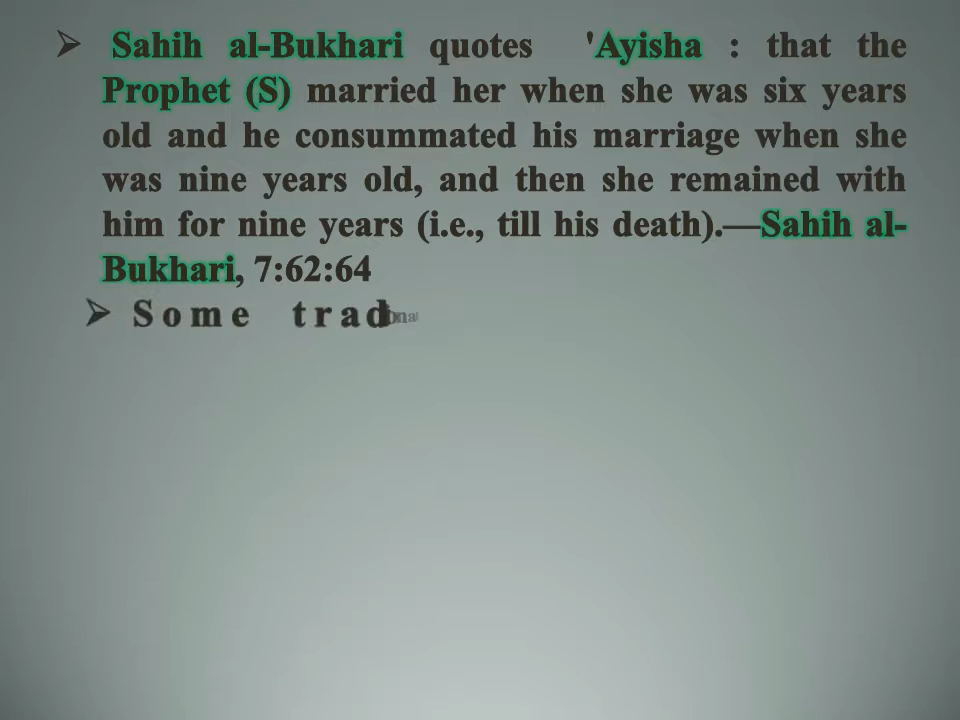 ➢ Sahih al-Bukhari quotes 'Ayisha : that the
Prophet (S) married her when she was six years
old and he consummated his marriage when she
was nine years old, and then she remained with
him for nine years (i.e., till his death).—Sahih al-
Bukhari, 7:62:64
➢ Some